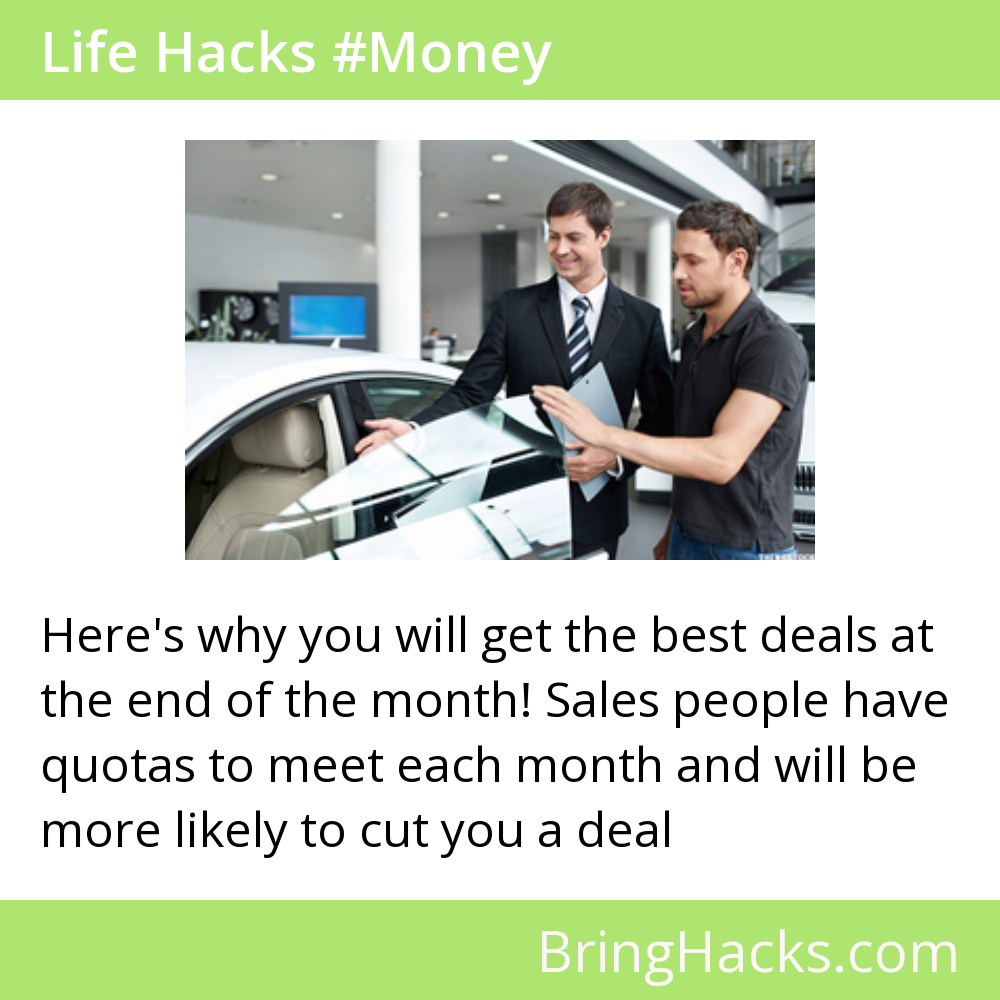 Life Hacks #Money
Here's why you will get the best deals at
the end of the month! Sales people have
quotas to meet each month and will be
more likely to cut you a deal
BringHacks.com